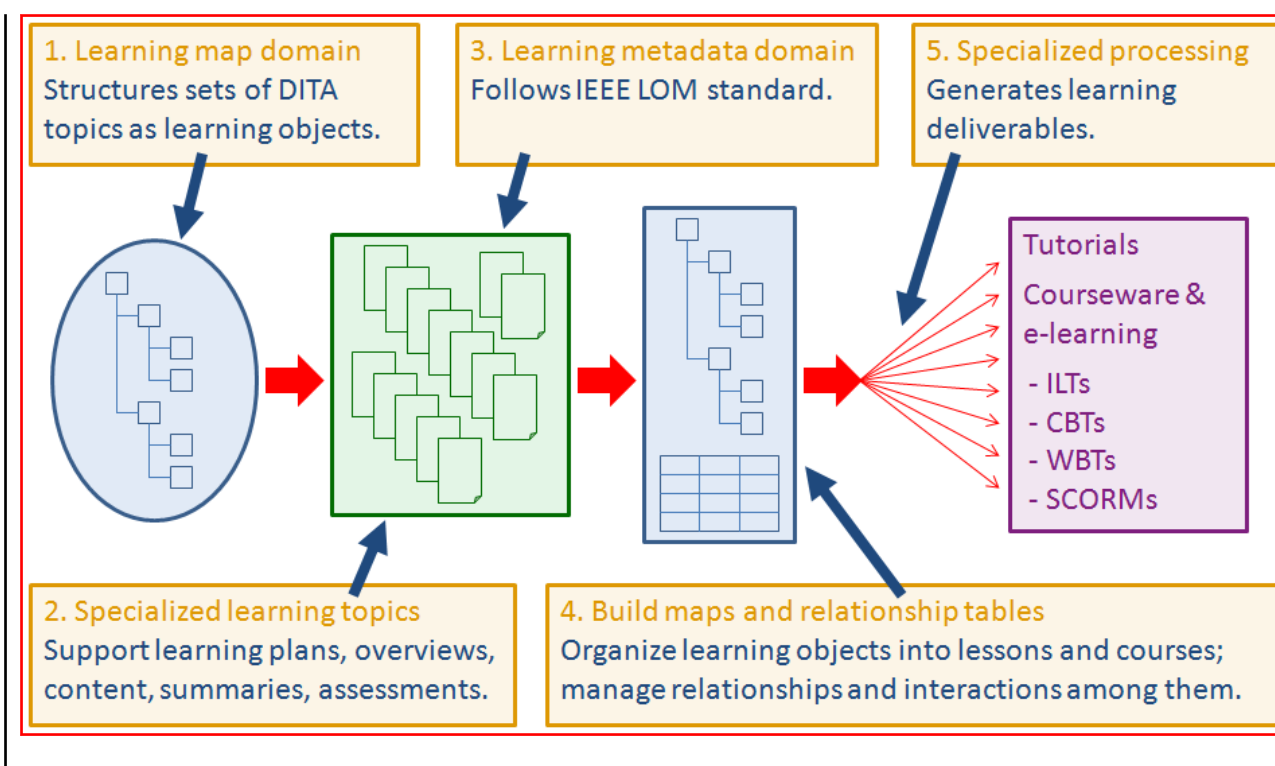 1. Learning map domain
Structures sets of DITA
topics as learning objects.
3. Learning metadata domain
Follows IEEE LOM standard.
5. Specialized processing
Generates learning
deliverables.
Tutorials
Courseware &
e-learning
- ILTs
- CBTs
- WBTs
- SCORMs
2. Specialized learning topics
Support learning plans, overviews,
content, summaries, assessments.
4. Build maps and relationship tables
Organize learning objects into lessons and courses;
manage relationships and interactions among them.